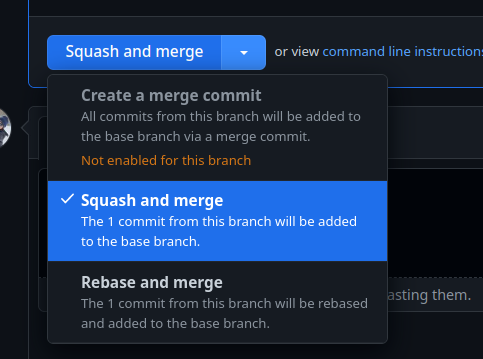 Squash and merge
or view command line instructions
Create a merge commit
All commits from this branch will be added to
the base branch via a merge commit.
Not enabled for this branch
Squash and merge
The 1 commit from this branch will be added
to the base branch.
Rebase and merge
The 1 commit from this branch will be rebased
and added to the base branch.
asting them.